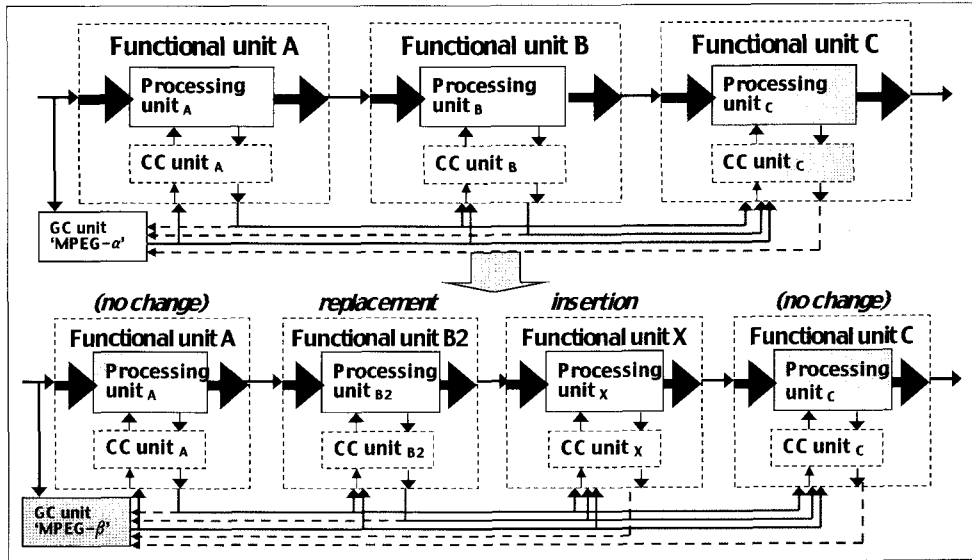 Functional unit A
Functional unit B
Functional unit C
Processing
unit A
Processing
unit B
Processing
unit C
CC unit A
CC unit B
CC unit C
GC unit
'MPEG-α'
(no change)
replacement
insertion
(no change)
Functional unit A
Functional unit B2
Functional unit X
Functional unit C
Processing
unit A
Processing
unit B2
Processing
unit X
Processing
unit C
CC unit A
CC unit B2
CC unit X
CC unit C
GC unit
'MPEG-β'